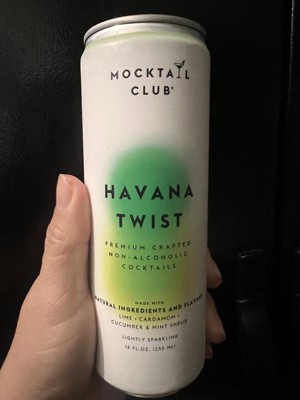 MOCKTAIL
CLUB®
HAVANA
TWIST
PREMIUM CRAFTED
NON-ALCOHOLIC
COCKTAILS
MADE WITH
NATURAL INGREDIENTS AND FLAVORS
LIME • CARDAMOM •
CUCUMBER & MINT SHRUB
LIGHTLY SPARKLING
12 FL.OZ. (355 ML)